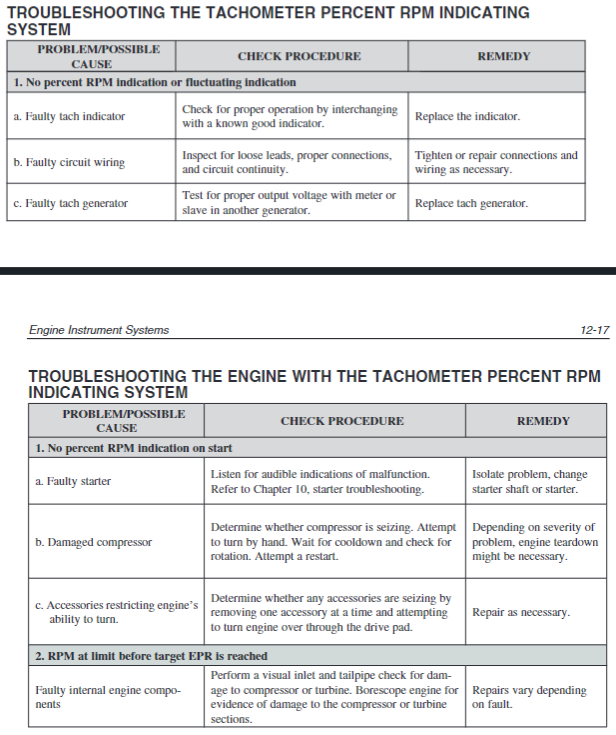 TROUBLESHOOTING THE TACHOMETER PERCENT RPM INDICATING
SYSTEM
PROBLEM/POSSIBLE
CAUSE
CHECK PROCEDURE
REMEDY
1. No percent RPM indication or fluctuating indication
a. Faulty tach indicator
Check for proper operation by interchanging
with a known good indicator.
Replace the indicator.
b. Faulty circuit wiring
Inspect for loose leads, proper connections,
and circuit continuity.
Tighten or repair connections and
wiring as necessary.
c. Faulty tach generator
Test for proper output voltage with meter or
slave in another generator.
Replace tach generator.
Engine Instrument Systems
12-17
TROUBLESHOOTING THE ENGINE WITH THE TACHOMETER PERCENT RPM
INDICATING SYSTEM
PROBLEM/POSSIBLE
CAUSE
CHECK PROCEDURE
REMEDY
1. No percent RPM indication on start
a. Faulty starter
Listen for audible indications of malfunction.
Refer to Chapter 10, starter troubleshooting.
Isolate problem, change
starter shaft or starter.
b. Damaged compressor
Determine whether compressor is seizing. Attempt
to turn by hand. Wait for cooldown and check for
rotation. Attempt a restart.
Depending on severity of
problem, engine teardown
might be necessary.
c. Accessories restricting engine's
ability to turn.
Determine whether any accessories are seizing by
removing one accessory at a time and attempting
to turn engine over through the drive pad.
Repair as necessary.
2. RPM at limit before target EPR is reached
Faulty internal engine compo-
nents
Perform a visual inlet and tailpipe check for dam-
age to compressor or turbine. Borescope engine for
evidence of damage to the compressor or turbine
sections.
Repairs vary depending
on fault.